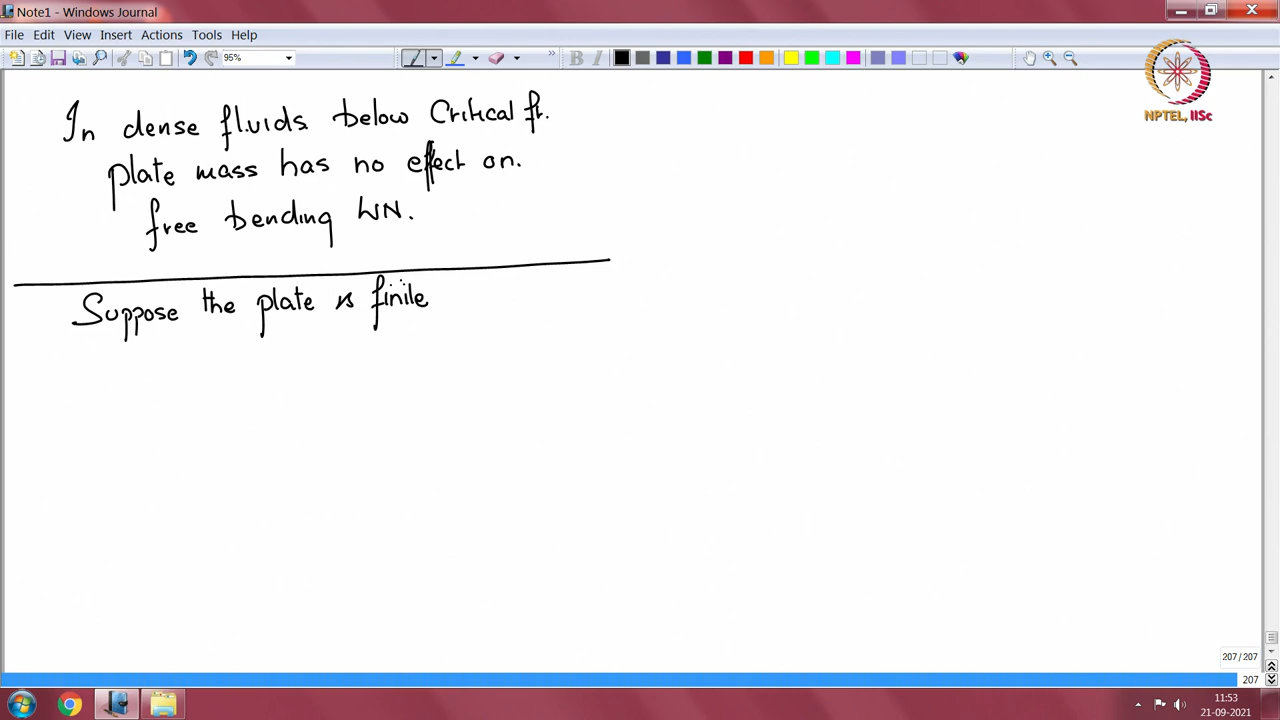 Note1 - Windows Journal
File Edit View Insert Actions Tools Help
95%
NPTEL, IISc
In dense fluids below Critical fr.
plate mass has no effect on.
free bending WN.
Suppose the plate is finite
207 / 207
207
11:53
21-09-2021